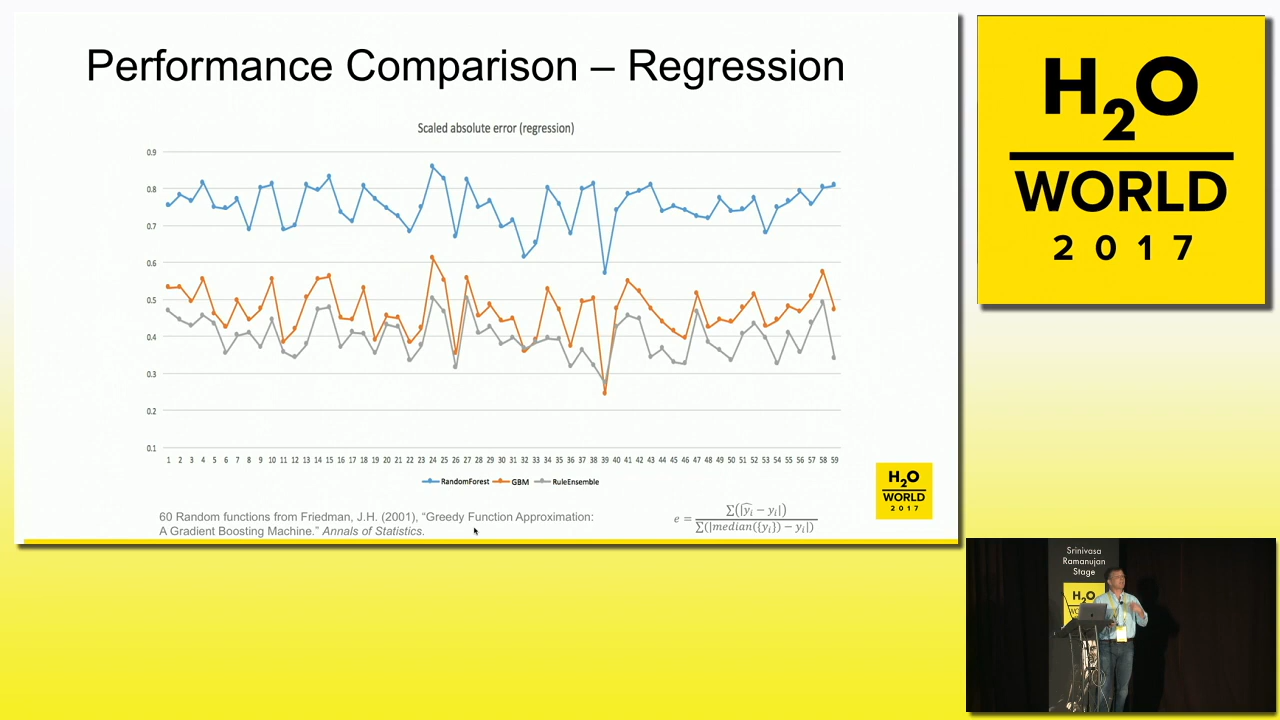 Performance Comparison – Regression
Scaled absolute error (regression)
0.9
0.8
0.7
0.6
0.5
0.4
0.3
0.2
0.1
1 2 3 4 5 6 7 8 9 10 11 12 13 14 15 16 17 18 19 20 21 22 23 24 25 26 27 28 29 30 31 32 33 34 35 36 37 38 39 40 41 42 43 44 45 46 47 48 49 50 51 52 53 54 55 56 57 58 59
RandomForest GBM RuleEnsemble
60 Random functions from Friedman, J.H. (2001), “Greedy Function Approximation:
A Gradient Boosting Machine.” Annals of Statistics.
e = ∑(|ŷᵢ − yᵢ|) / ∑(|median({yᵢ}) − yᵢ|)
H2O
WORLD
2017
H2O
WORLD
2 0 1 7
Srinivasa
Ramanujan
Stage
H2O